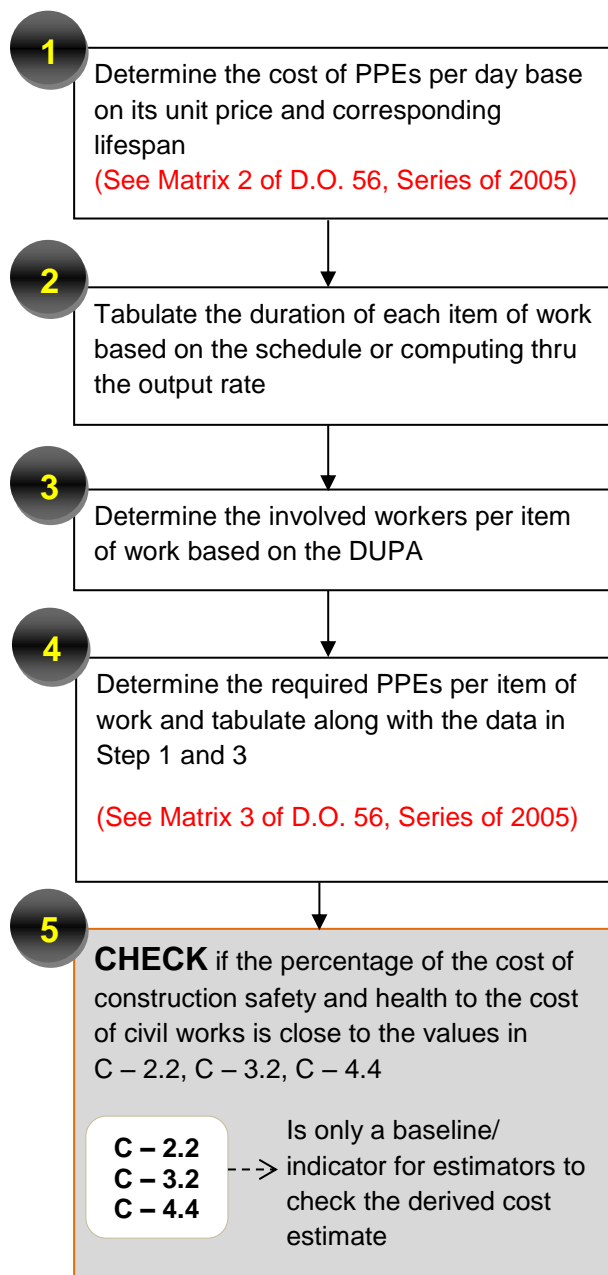 1
Determine the cost of PPEs per day base
on its unit price and corresponding
lifespan
(See Matrix 2 of D.O. 56, Series of 2005)
2
Tabulate the duration of each item of work
based on the schedule or computing thru
the output rate
3
Determine the involved workers per item
of work based on the DUPA
4
Determine the required PPEs per item of
work and tabulate along with the data in
Step 1 and 3
(See Matrix 3 of D.O. 56, Series of 2005)
5
CHECK if the percentage of the cost of
construction safety and health to the cost
of civil works is close to the values in
C – 2.2, C – 3.2, C – 4.4
C – 2.2
C – 3.2
C – 4.4
Is only a baseline/
indicator for estimators to
check the derived cost
estimate